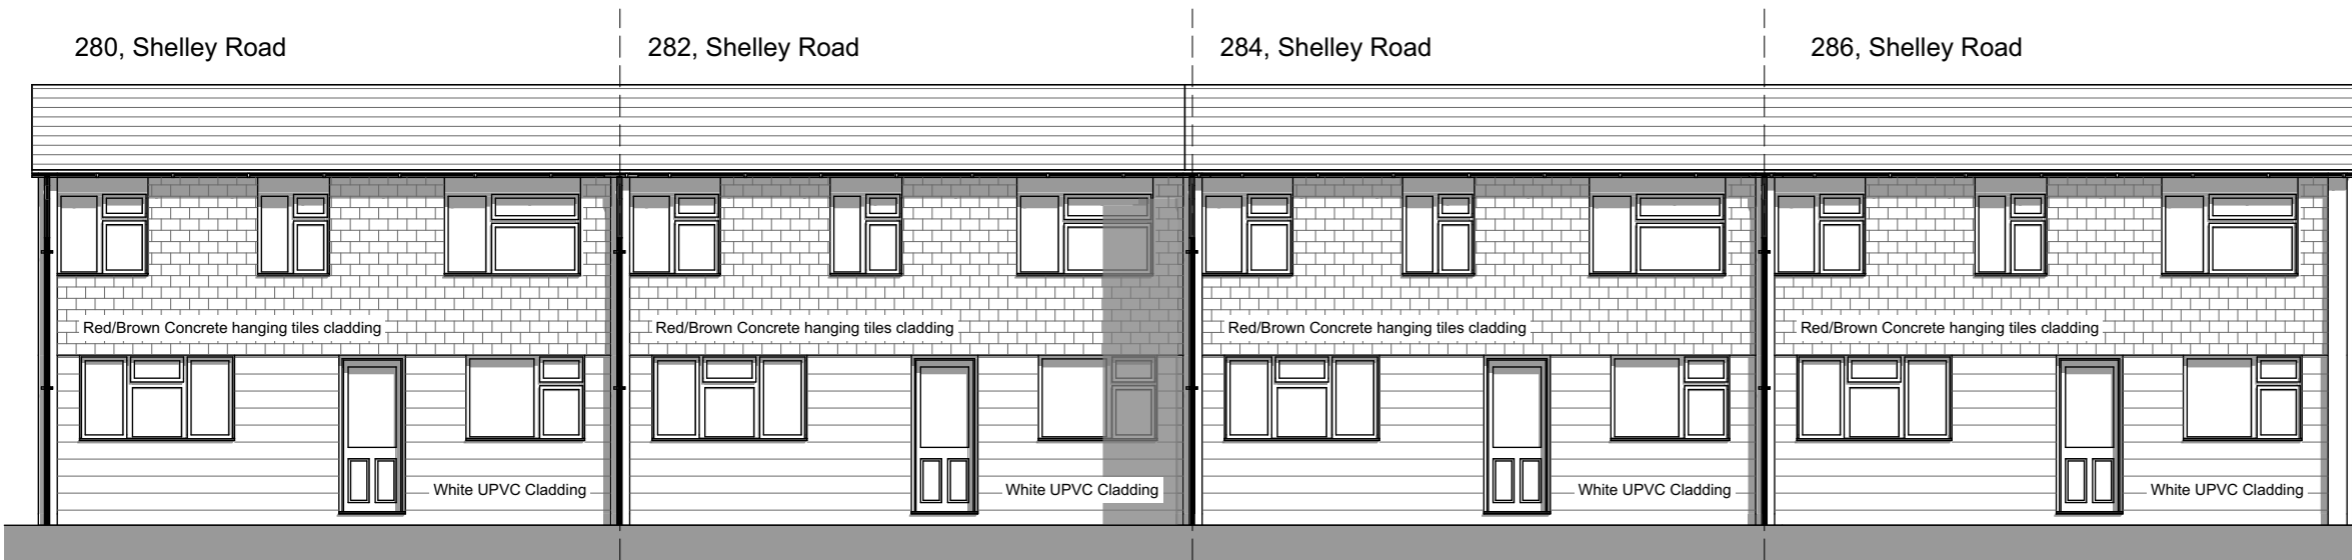 280, Shelley Road
282, Shelley Road
284, Shelley Road
286, Shelley Road
Red/Brown Concrete hanging tiles cladding
Red/Brown Concrete hanging tiles cladding
Red/Brown Concrete hanging tiles cladding
Red/Brown Concrete hanging tiles cladding
White UPVC Cladding
White UPVC Cladding
White UPVC Cladding
White UPVC Cladding